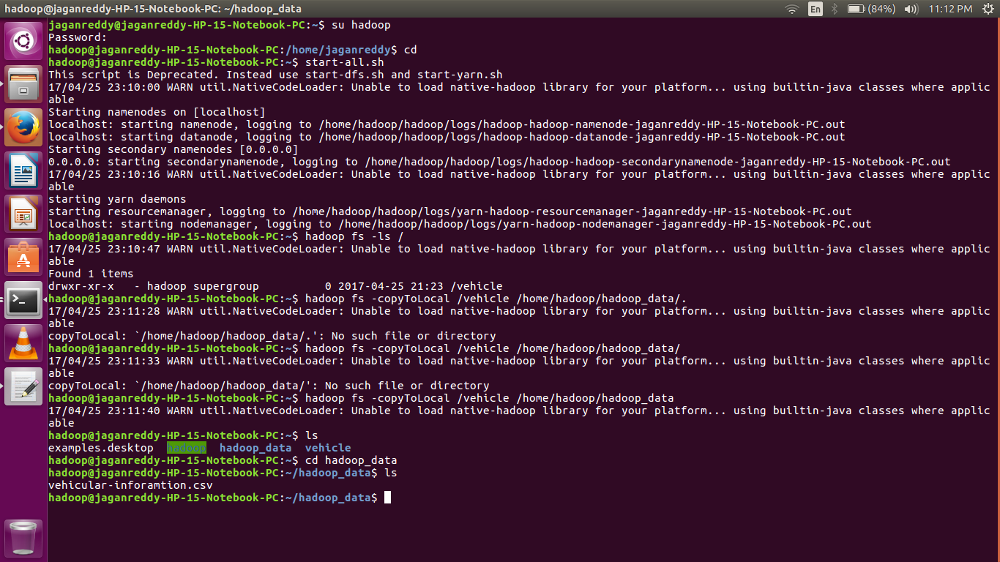 hadoop@jaganreddy-HP-15-Notebook-PC: ~/hadoop_data En (84%) 11:12 PM
jaganreddy@jaganreddy-HP-15-Notebook-PC:~$ su hadoop
Password:
hadoop@jaganreddy-HP-15-Notebook-PC:/home/jaganreddy$ cd
hadoop@jaganreddy-HP-15-Notebook-PC:~$ start-all.sh
This script is Deprecated. Instead use start-dfs.sh and start-yarn.sh
17/04/25 23:10:00 WARN util.NativeCodeLoader: Unable to load native-hadoop library for your platform... using builtin-java classes where applic
able
Starting namenodes on [localhost]
localhost: starting namenode, logging to /home/hadoop/hadoop/logs/hadoop-hadoop-namenode-jaganreddy-HP-15-Notebook-PC.out
localhost: starting datanode, logging to /home/hadoop/hadoop/logs/hadoop-hadoop-datanode-jaganreddy-HP-15-Notebook-PC.out
Starting secondary namenodes [0.0.0.0]
0.0.0.0: starting secondarynamenode, logging to /home/hadoop/hadoop/logs/hadoop-hadoop-secondarynamenode-jaganreddy-HP-15-Notebook-PC.out
17/04/25 23:10:16 WARN util.NativeCodeLoader: Unable to load native-hadoop library for your platform... using builtin-java classes where applic
able
starting yarn daemons
starting resourcemanager, logging to /home/hadoop/hadoop/logs/yarn-hadoop-resourcemanager-jaganreddy-HP-15-Notebook-PC.out
localhost: starting nodemanager, logging to /home/hadoop/hadoop/logs/yarn-hadoop-nodemanager-jaganreddy-HP-15-Notebook-PC.out
hadoop@jaganreddy-HP-15-Notebook-PC:~$ hadoop fs -ls /
17/04/25 23:10:47 WARN util.NativeCodeLoader: Unable to load native-hadoop library for your platform... using builtin-java classes where applic
able
Found 1 items
drwxr-xr-x   - hadoop supergroup          0 2017-04-25 21:23 /vehicle
hadoop@jaganreddy-HP-15-Notebook-PC:~$ hadoop fs -copyToLocal /vehicle /home/hadoop/hadoop_data/.
17/04/25 23:11:28 WARN util.NativeCodeLoader: Unable to load native-hadoop library for your platform... using builtin-java classes where applic
able
copyToLocal: `/home/hadoop/hadoop_data/.': No such file or directory
hadoop@jaganreddy-HP-15-Notebook-PC:~$ hadoop fs -copyToLocal /vehicle /home/hadoop/hadoop_data/
17/04/25 23:11:33 WARN util.NativeCodeLoader: Unable to load native-hadoop library for your platform... using builtin-java classes where applic
able
copyToLocal: `/home/hadoop/hadoop_data/': No such file or directory
hadoop@jaganreddy-HP-15-Notebook-PC:~$ hadoop fs -copyToLocal /vehicle /home/hadoop/hadoop_data
17/04/25 23:11:40 WARN util.NativeCodeLoader: Unable to load native-hadoop library for your platform... using builtin-java classes where applic
able
hadoop@jaganreddy-HP-15-Notebook-PC:~$ ls
examples.desktop  hadoop  hadoop_data  vehicle
hadoop@jaganreddy-HP-15-Notebook-PC:~$ cd hadoop_data
hadoop@jaganreddy-HP-15-Notebook-PC:~/hadoop_data$ ls
vehicular-inforamtion.csv
hadoop@jaganreddy-HP-15-Notebook-PC:~/hadoop_data$